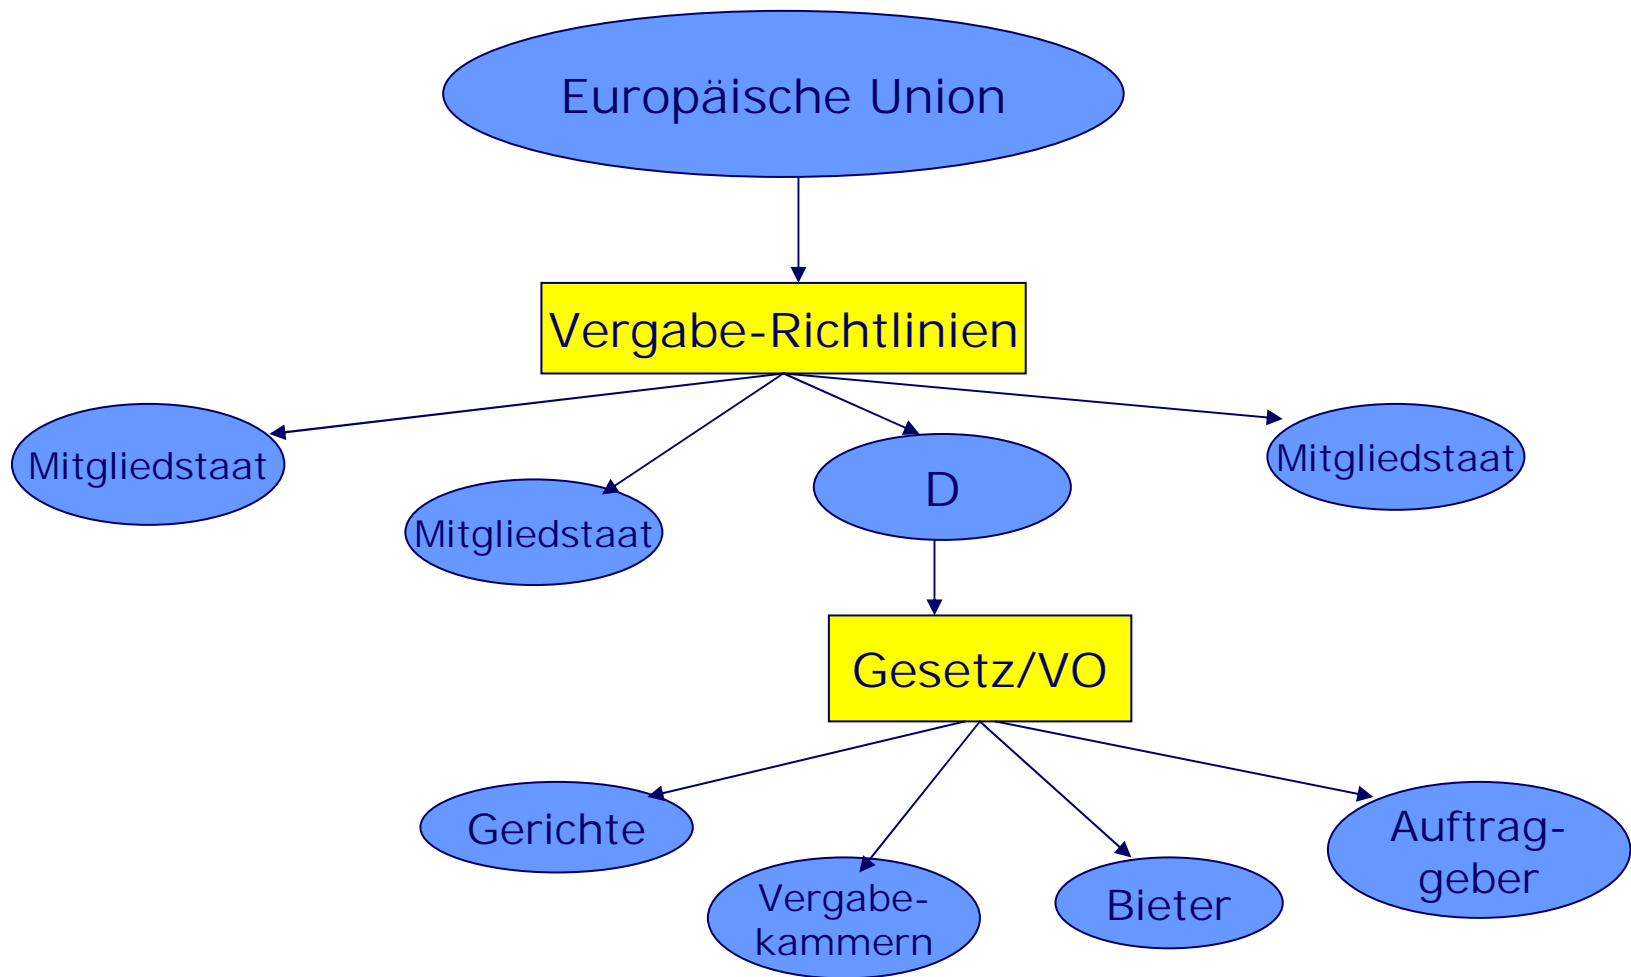 Europäische Union
Vergabe-Richtlinien
Mitgliedstaat
Mitgliedstaat
D
Mitgliedstaat
Gesetz/VO
Gerichte
Vergabe-
kammern
Bieter
Auftrag-
geber